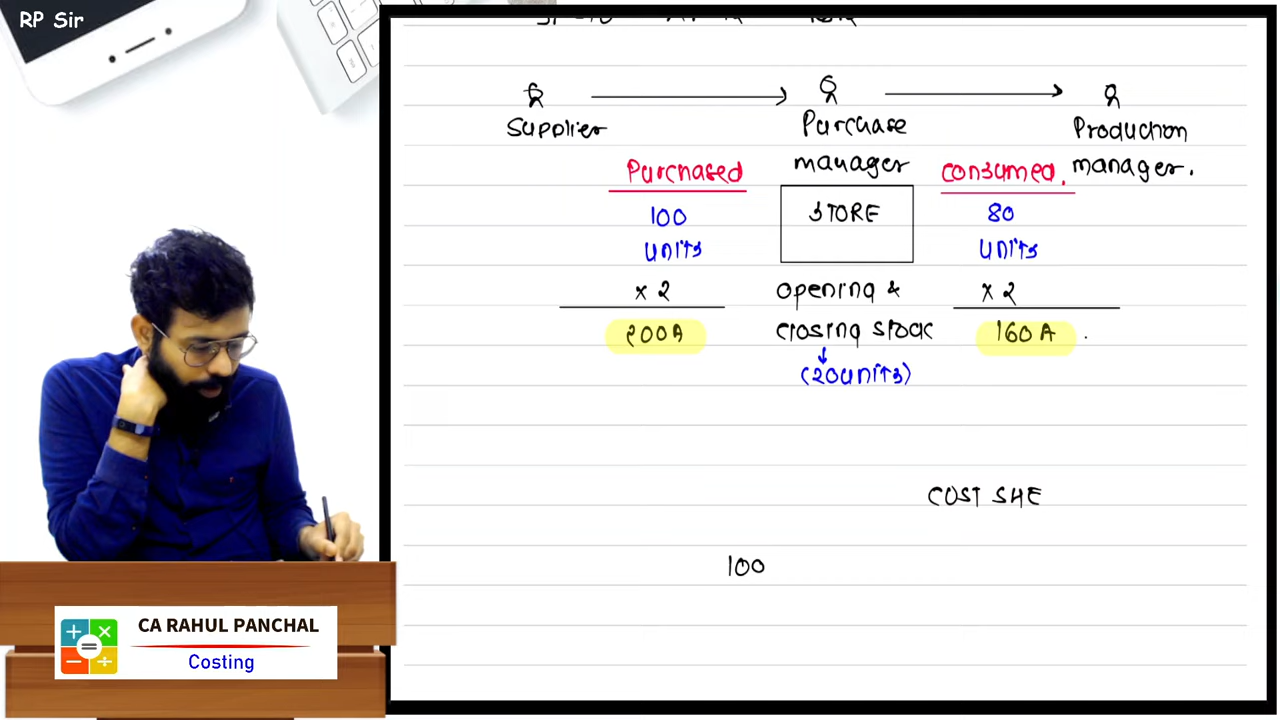 RP Sir
Supplier
Purchase
manager
Production
manager.
Purchased
consumed.
100
units
STORE
80
units
x 2
opening &
x 2
200A
closing stock
160A
(20units)
COST SHE
100
CA RAHUL PANCHAL
Costing